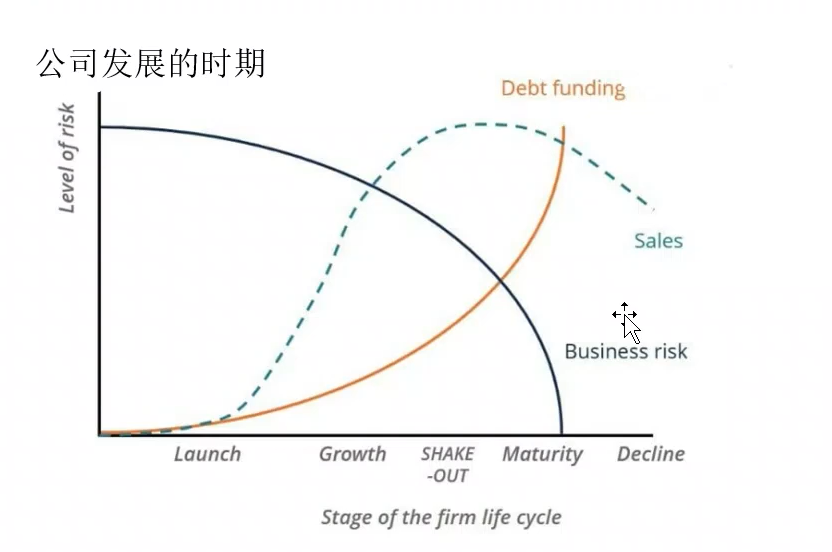 公司发展的时期
Debt funding
Level of risk
Sales
Business risk
Launch
Growth
SHAKE
-OUT
Maturity
Decline
Stage of the firm life cycle